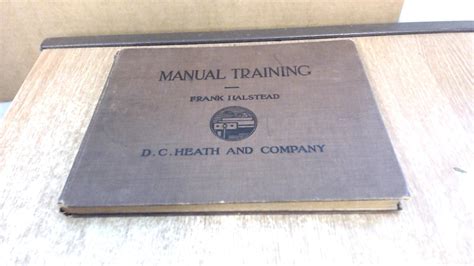 MANUAL TRAINING
FRANK HALSTEAD
D.C. HEATH AND COMPANY